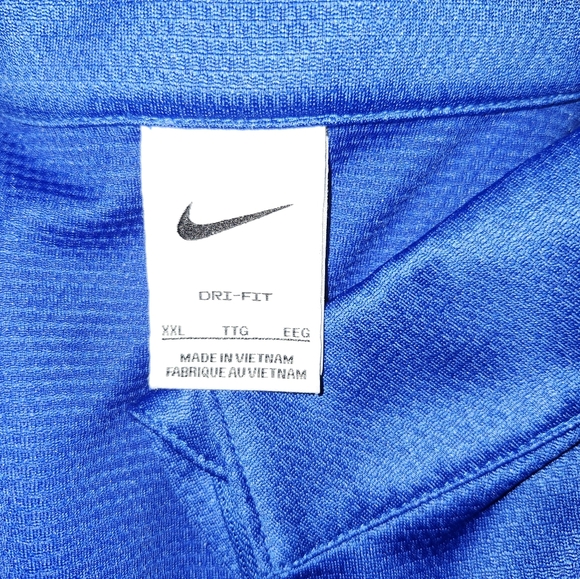 DRI-FIT
XXL TTG EEG
MADE IN VIETNAM
FABRIQUE AU VIETNAM